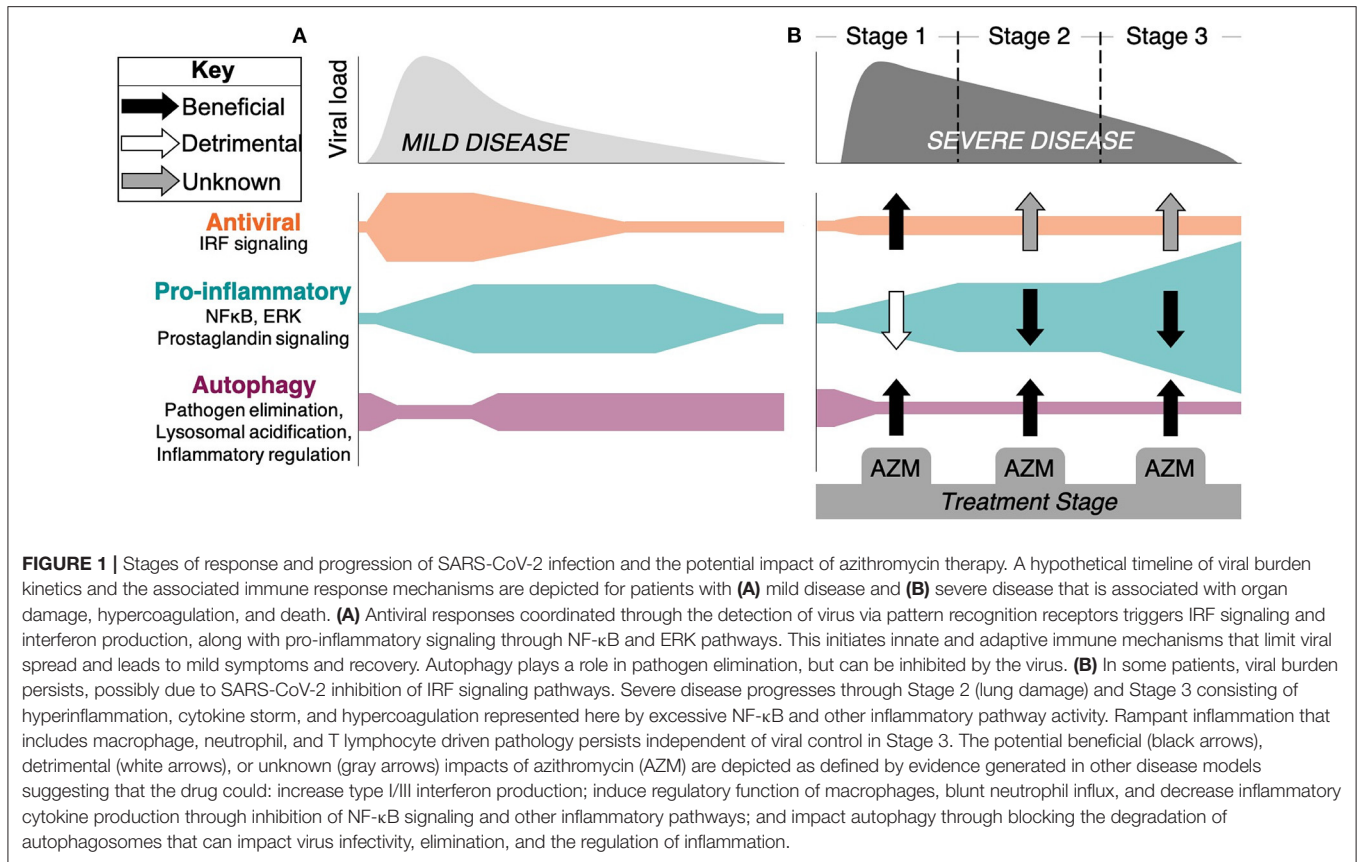 A
B
Stage 1
Stage 2
Stage 3
Key
Beneficial
Detrimental
Unknown
Viral load
MILD DISEASE
SEVERE DISEASE
Antiviral
IRF signaling
Pro-inflammatory
NFκB, ERK
Prostaglandin signaling
Autophagy
Pathogen elimination,
Lysosomal acidification,
Inflammatory regulation
AZM
AZM
AZM
Treatment Stage
FIGURE 1 | Stages of response and progression of SARS-CoV-2 infection and the potential impact of azithromycin therapy. A hypothetical timeline of viral burden
kinetics and the associated immune response mechanisms are depicted for patients with (A) mild disease and (B) severe disease that is associated with organ
damage, hypercoagulation, and death. (A) Antiviral responses coordinated through the detection of virus via pattern recognition receptors triggers IRF signaling and
interferon production, along with pro-inflammatory signaling through NF-κB and ERK pathways. This initiates innate and adaptive immune mechanisms that limit viral
spread and leads to mild symptoms and recovery. Autophagy plays a role in pathogen elimination, but can be inhibited by the virus. (B) In some patients, viral burden
persists, possibly due to SARS-CoV-2 inhibition of IRF signaling pathways. Severe disease progresses through Stage 2 (lung damage) and Stage 3 consisting of
hyperinflammation, cytokine storm, and hypercoagulation represented here by excessive NF-κB and other inflammatory pathway activity. Rampant inflammation that
includes macrophage, neutrophil, and T lymphocyte driven pathology persists independent of viral control in Stage 3. The potential beneficial (black arrows),
detrimental (white arrows), or unknown (gray arrows) impacts of azithromycin (AZM) are depicted as defined by evidence generated in other disease models
suggesting that the drug could: increase type I/III interferon production; induce regulatory function of macrophages, blunt neutrophil influx, and decrease inflammatory
cytokine production through inhibition of NF-κB signaling and other inflammatory pathways; and impact autophagy through blocking the degradation of
autophagosomes that can impact virus infectivity, elimination, and the regulation of inflammation.